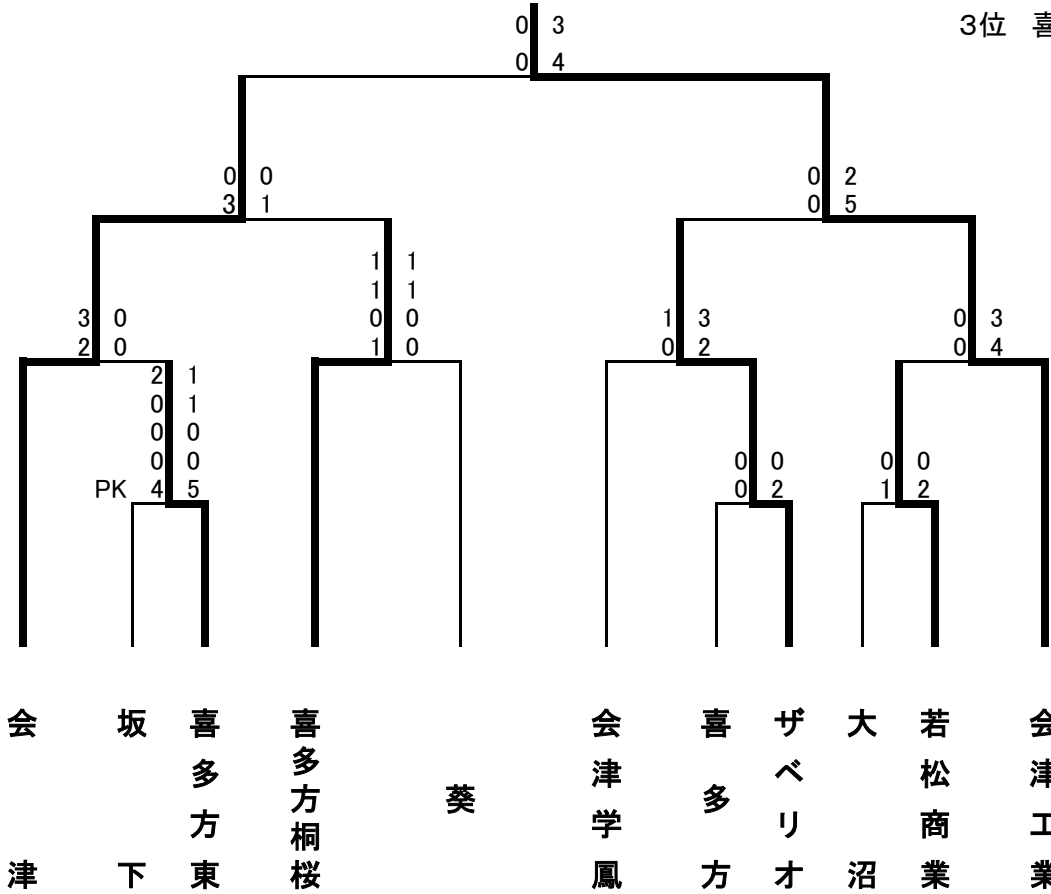 0 3
3位 喜
0 4
0 0
3 1
0 2
0 5
1 1
1 1
0 0
1 0
3 0
2 0
1 3
0 2
0 3
0 4
2 1
0 1
0 0
0 0
PK 4 5
0 0
0 2
0 0
1 2
会津
坂下
喜多方東
喜多方桐桜
葵
会津学鳳
喜多方
ザベリオ
大沼
若松商業
会津工業